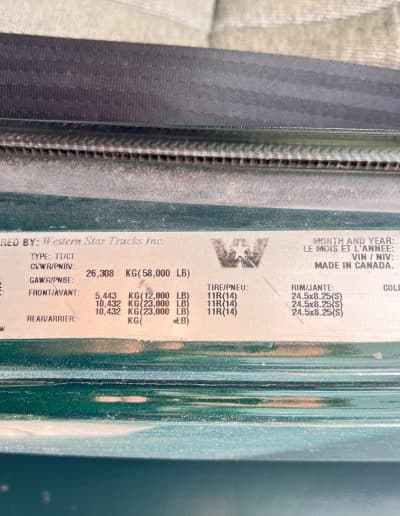 RED BY: Western Star Trucks Inc
TYPE: TT/CT
GVWR/PNBV: 26,308 KG(58,000 LB)
GAWR/PNBE:
FRONT/AVANT: 5,443 KG(12,000 LB)
10,432 KG(23,000 LB)
10,432 KG(23,000 LB)
REAR/ARRIER: KG( LB)
W
MONTH AND YEAR:
LE MOIS ET L'ANNEE:
VIN / NIV:
MADE IN CANADA.
TIRE/PNEU: RIM/JANTE: COL
11R(14) 24.5x8.25(S)
11R(14) 24.5x8.25(S)
11R(14) 24.5x8.25(S)